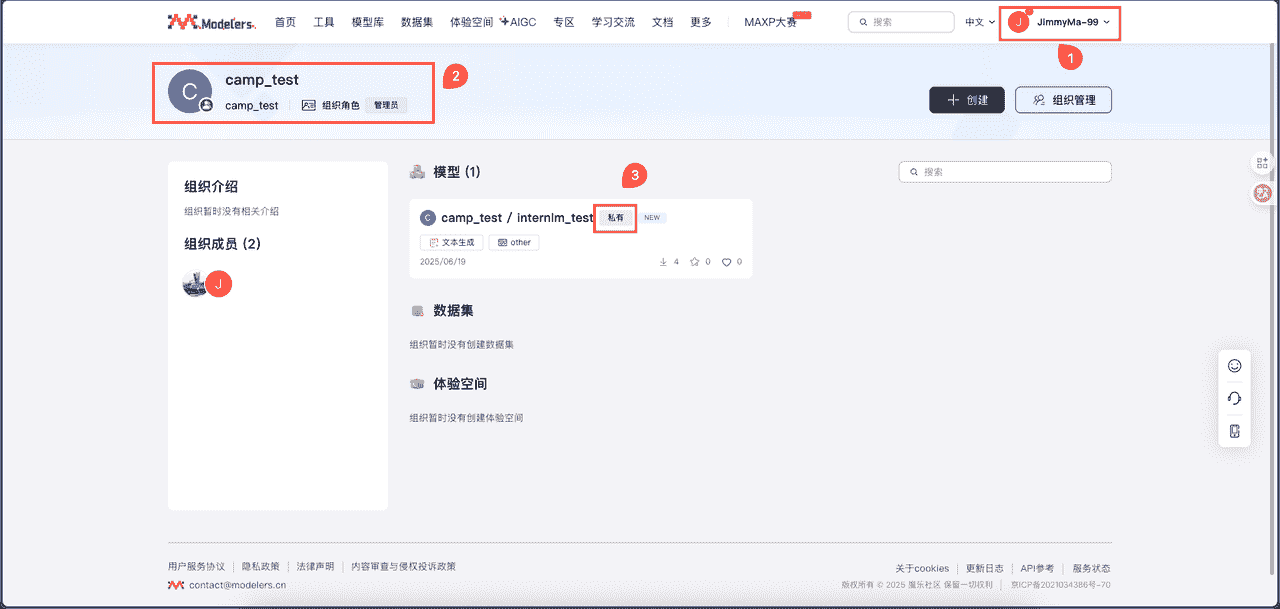 Modelers. 首页 工具 模型库 数据集 体验空间 AIGC 专区 学习交流 文档 更多 MAXP大赛 搜索 中文 J JimmyMa-99
1
C camp_test
2
camp_test 组织角色 管理员
创建 组织管理
组织介绍
组织暂时没有相关介绍
组织成员 (2)
J
模型 (1)
3
搜索
C camp_test / internlm_test 私有 NEW
文本生成 other
2025/06/19 4 0 0
数据集
组织暂时没有创建数据集
体验空间
组织暂时没有创建体验空间
用户服务协议 隐私政策 法律声明 内容审查与侵权投诉政策
contact@modelers.cn
关于cookies 更新日志 API参考 服务状态
版权所有 © 2025 魔乐社区 保留一切权利 京ICP备2021034386号-70